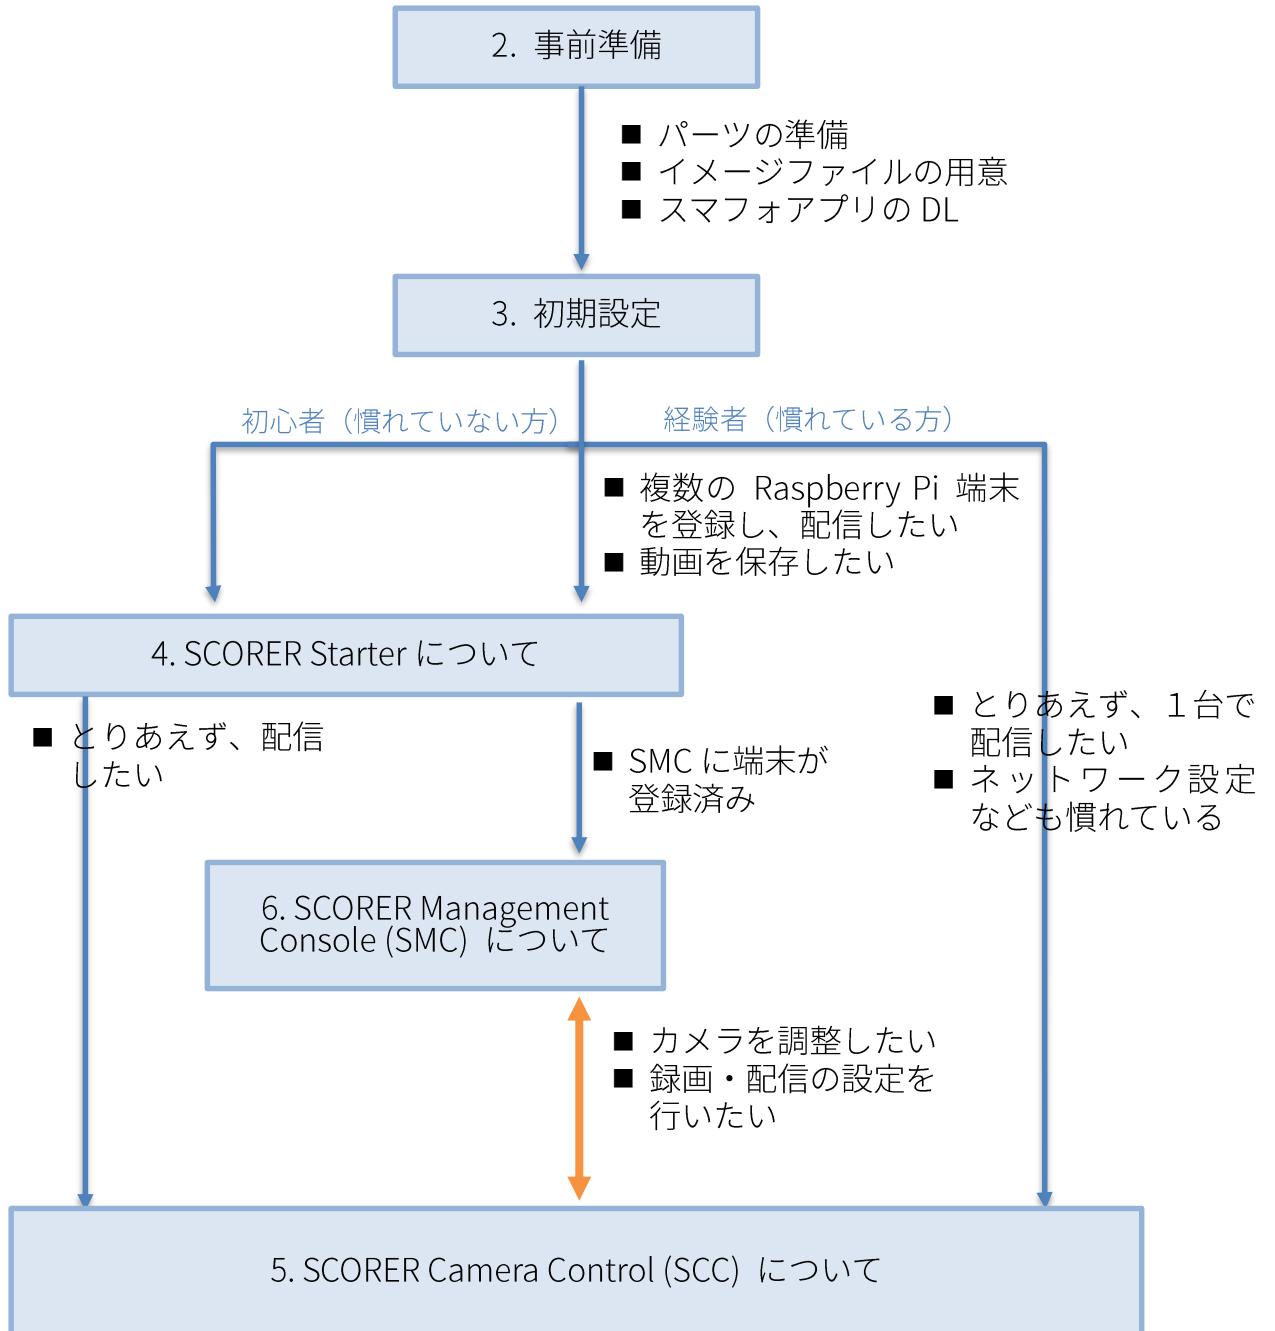 2. 事前準備
■ パーツの準備
■ イメージファイルの用意
■ スマフォアプリの DL
3. 初期設定
初心者（慣れていない方）
経験者（慣れている方）
■ 複数の Raspberry Pi 端末
を登録し、配信したい
■ 動画を保存したい
4. SCORER Starter について
■ とりあえず、配信
したい
■ SMC に端末が
登録済み
■ とりあえず、１台で
配信したい
■ ネットワーク設定
なども慣れている
6. SCORER Management
Console (SMC) について
■ カメラを調整したい
■ 録画・配信の設定を
行いたい
5. SCORER Camera Control (SCC) について